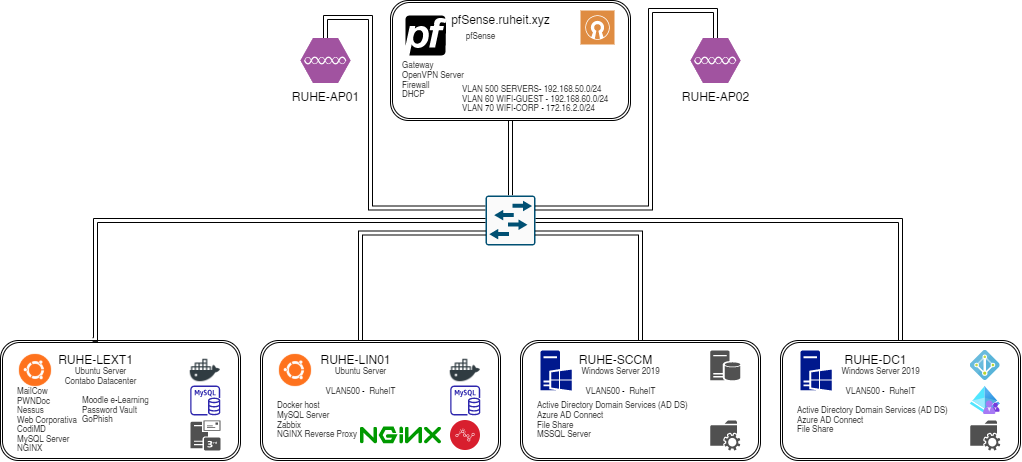 pf
pfSense.ruheit.xyz
pfSense
Gateway
OpenVPN Server
Firewall
DHCP
VLAN 500 SERVERS- 192.168.50.0/24
VLAN 60 WIFI-GUEST - 192.168.60.0/24
VLAN 70 WIFI-CORP - 172.16.2.0/24
RUHE-AP01
RUHE-AP02
RUHE-LEXT1
Ubuntu Server
Contabo Datacenter
MailCow
PWNDoc
Nessus
Web Corporativa
CodiMD
MySQL Server
NGINX
Moodle e-Learning
Password Vault
GoPhish
MySQL
3
RUHE-LIN01
Ubuntu Server
VLAN500 - RuheIT
Docker host
MySQL Server
Zabbix
NGINX Reverse Proxy
NGINX
MySQL
RUHE-SCCM
Windows Server 2019
VLAN500 - RuheIT
Active Directory Domain Services (AD DS)
Azure AD Connect
File Share
MSSQL Server
RUHE-DC1
Windows Server 2019
VLAN500 - RuheIT
Active Directory Domain Services (AD DS)
Azure AD Connect
File Share